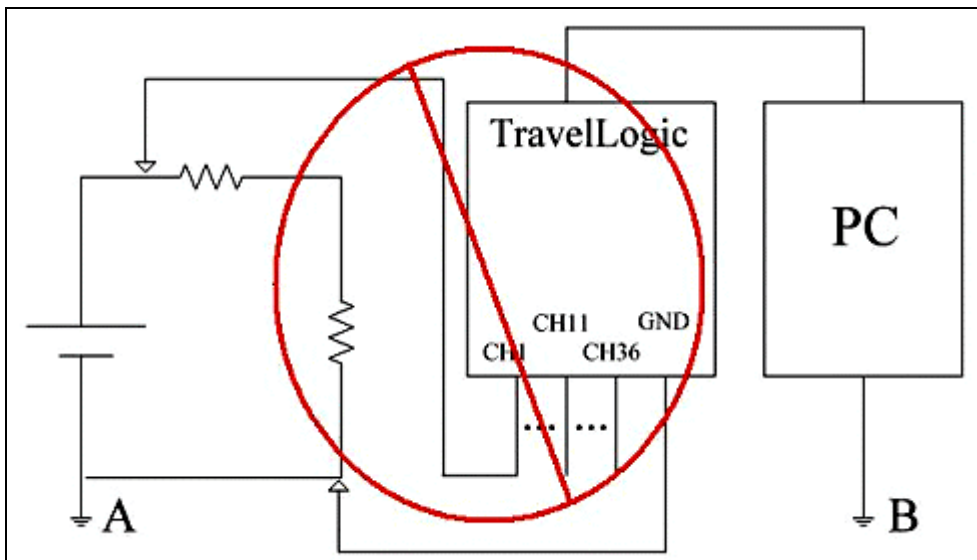 TravelLogic
PC
CH11
GND
CH1
CH36
... ...
A
B